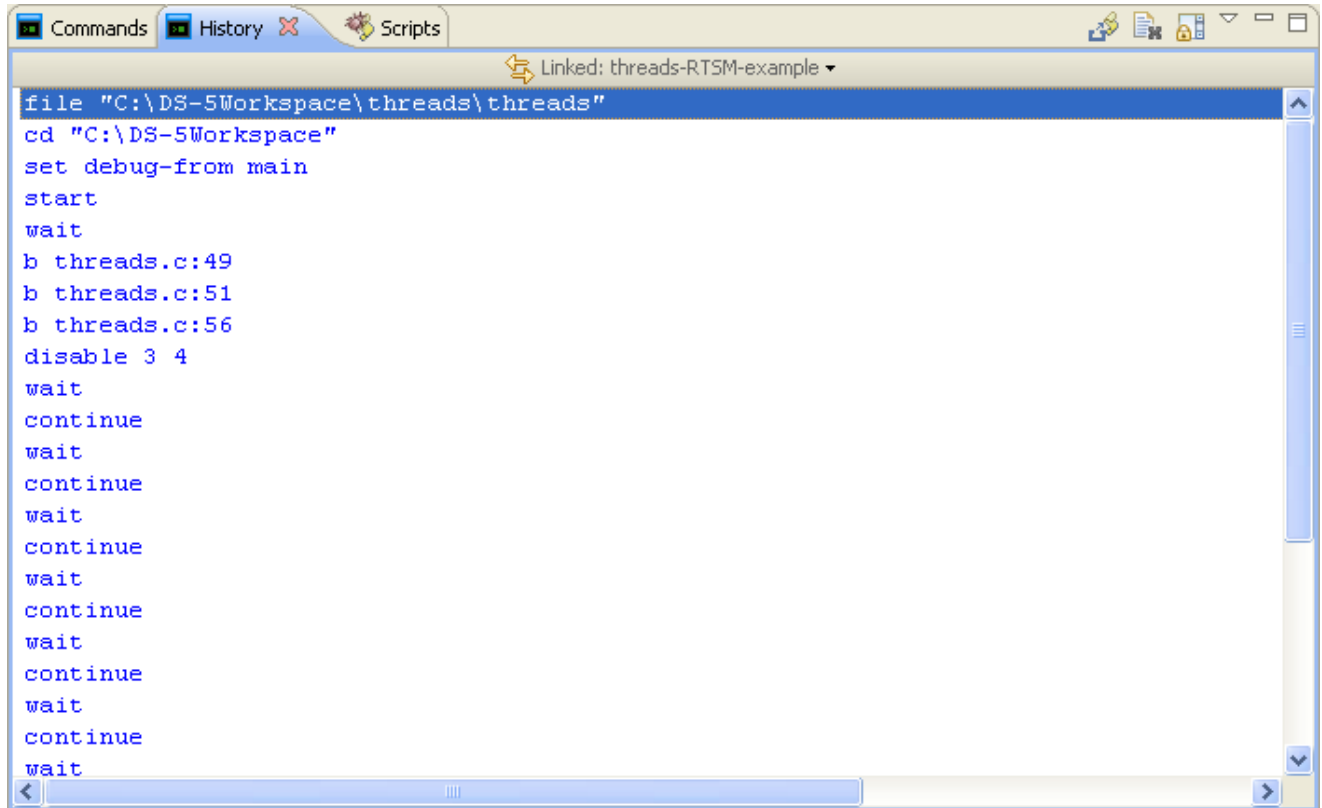 Commands History Scripts
Linked: threads-RTSM-example
file "C:\DS-5Workspace\threads\threads"
cd "C:\DS-5Workspace"
set debug-from main
start
wait
b threads.c:49
b threads.c:51
b threads.c:56
disable 3 4
wait
continue
wait
continue
wait
continue
wait
continue
wait
continue
wait
continue
wait